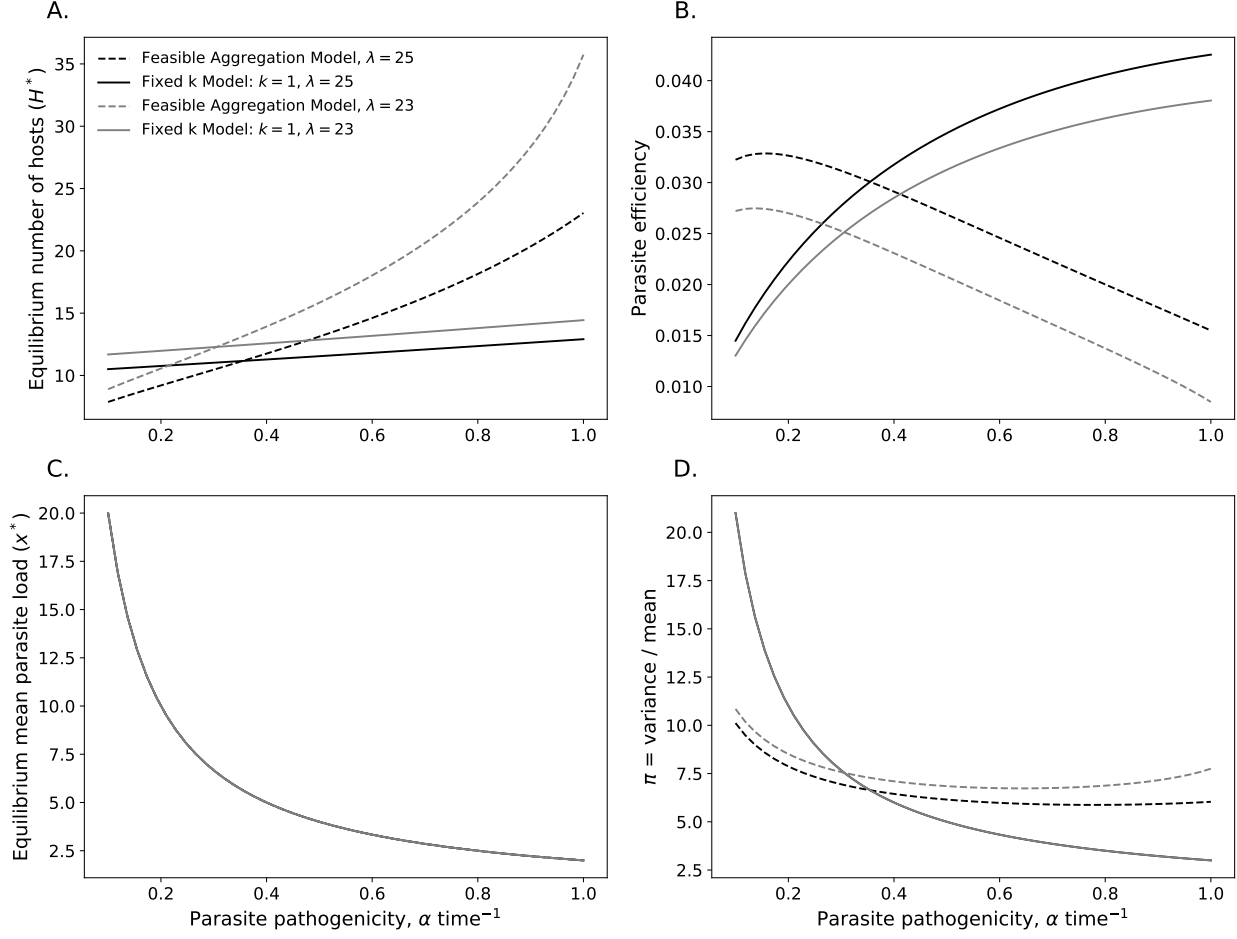 A.
Equilibrium number of hosts (H*)
35
30
25
20
15
10
Feasible Aggregation Model, λ = 25
Fixed k Model: k = 1, λ = 25
Feasible Aggregation Model, λ = 23
Fixed k Model: k = 1, λ = 23
0.2 0.4 0.6 0.8 1.0
B.
Parasite efficiency
0.040
0.035
0.030
0.025
0.020
0.015
0.010
0.2 0.4 0.6 0.8 1.0
C.
Equilibrium mean parasite load (x*)
20.0
17.5
15.0
12.5
10.0
7.5
5.0
2.5
0.2 0.4 0.6 0.8 1.0
Parasite pathogenicity, α time⁻¹
D.
π = variance / mean
20.0
17.5
15.0
12.5
10.0
7.5
5.0
2.5
0.2 0.4 0.6 0.8 1.0
Parasite pathogenicity, α time⁻¹